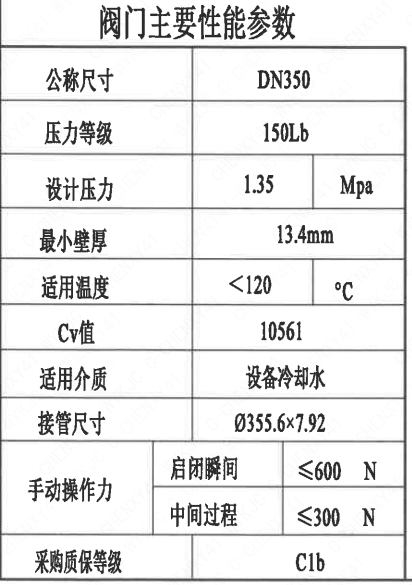 阀门主要性能参数
公称尺寸 DN350
压力等级 150Lb
设计压力 1.35 Mpa
最小壁厚 13.4mm
适用温度 <120 °C
Cv值 10561
适用介质 设备冷却水
接管尺寸 Ø355.6×7.92
手动操作力 启闭瞬间 ≤600 N
中间过程 ≤300 N
采购质保等级 C1b